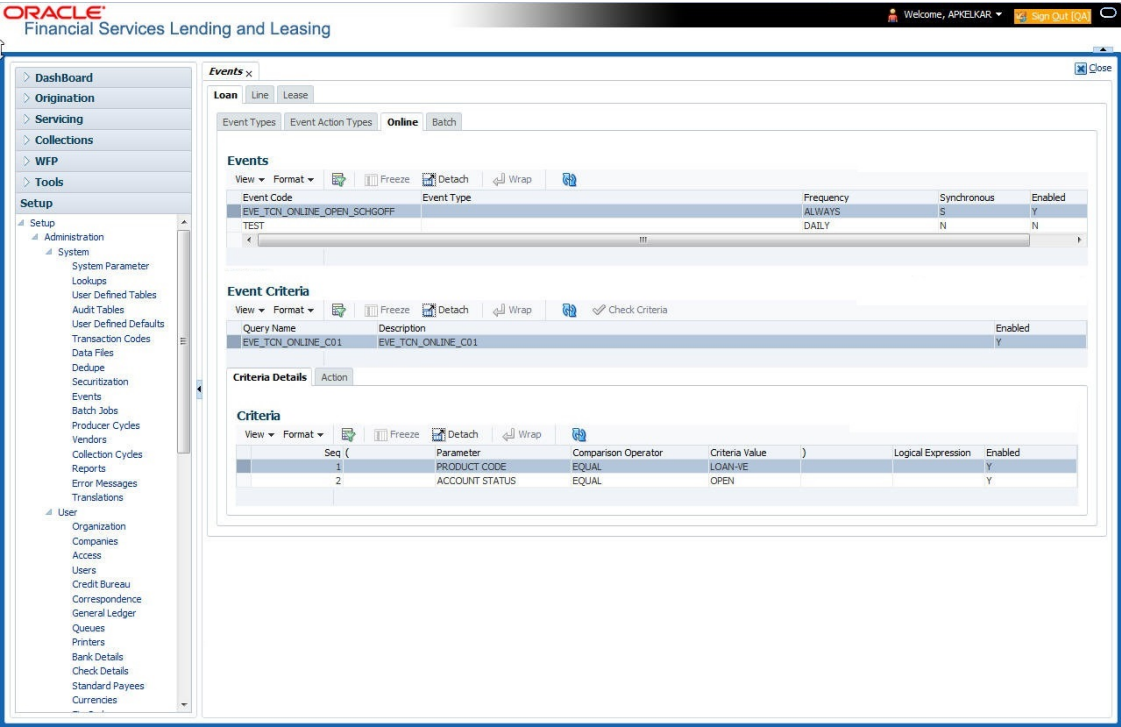 ORACLE
Financial Services Lending and Leasing
Welcome, APKELKAR
Sign Out [QA]
DashBoard
Origination
Servicing
Collections
WFP
Tools
Setup
Setup
Administration
System
System Parameter
Lookups
User Defined Tables
Audit Tables
User Defined Defaults
Transaction Codes
Data Files
Dedupe
Securitization
Events
Batch Jobs
Producer Cycles
Vendors
Collection Cycles
Reports
Error Messages
Translations
User
Organization
Companies
Access
Users
Credit Bureau
Correspondence
General Ledger
Queues
Printers
Bank Details
Check Details
Standard Payees
Currencies
Events
Close
Loan Line Lease
Event Types Event Action Types Online Batch
Events
View Format Freeze Detach Wrap
Event Code Event Type Frequency Synchronous Enabled
EVE_TCN_ONLINE_OPEN_SCHGOFF ALWAYS S Y
TEST DAILY N N
Event Criteria
View Format Freeze Detach Wrap Check Criteria
Query Name Description Enabled
EVE_TCN_ONLINE_C01 EVE_TCN_ONLINE_C01 Y
Criteria Details Action
Criteria
View Format Freeze Detach Wrap
Seq ( Parameter Comparison Operator Criteria Value ) Logical Expression Enabled
1 PRODUCT CODE EQUAL LOAN-VE Y
2 ACCOUNT STATUS EQUAL OPEN Y